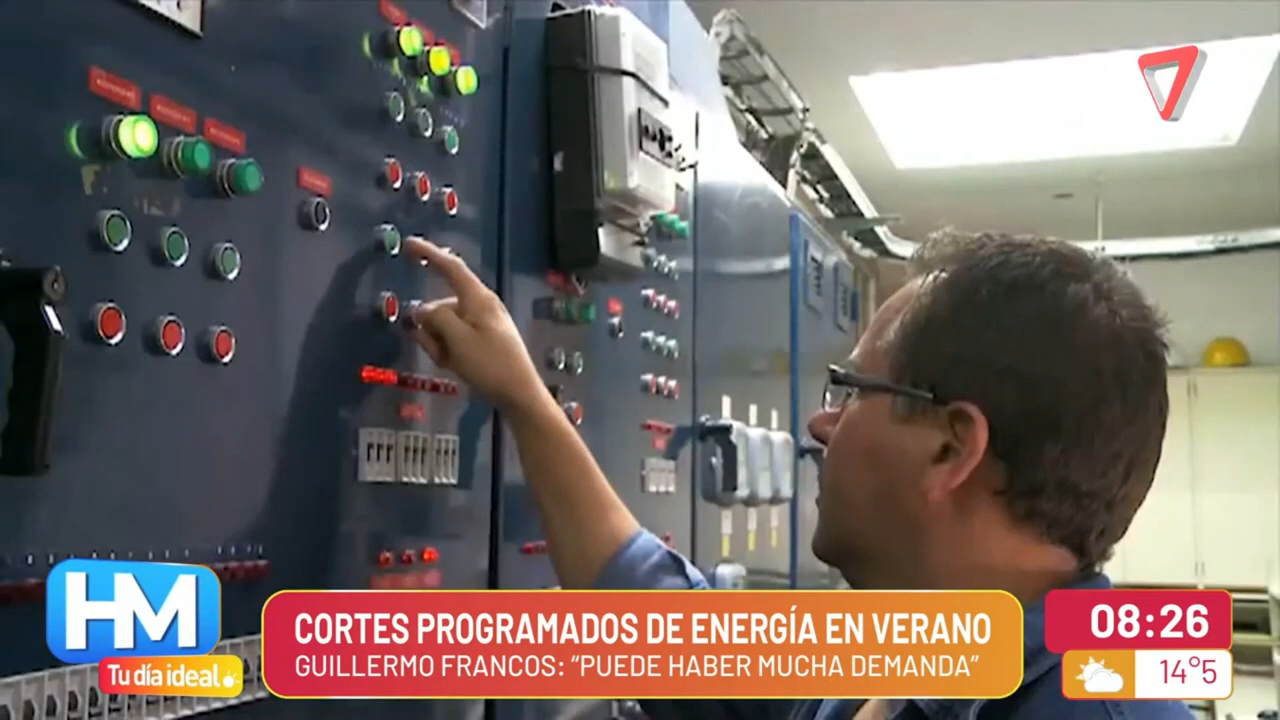 7
CORTES PROGRAMADOS DE ENERGÍA EN VERANO
GUILLERMO FRANCOS: “PUEDE HABER MUCHA DEMANDA”
HM
Tu día ideal
08:26
14°5